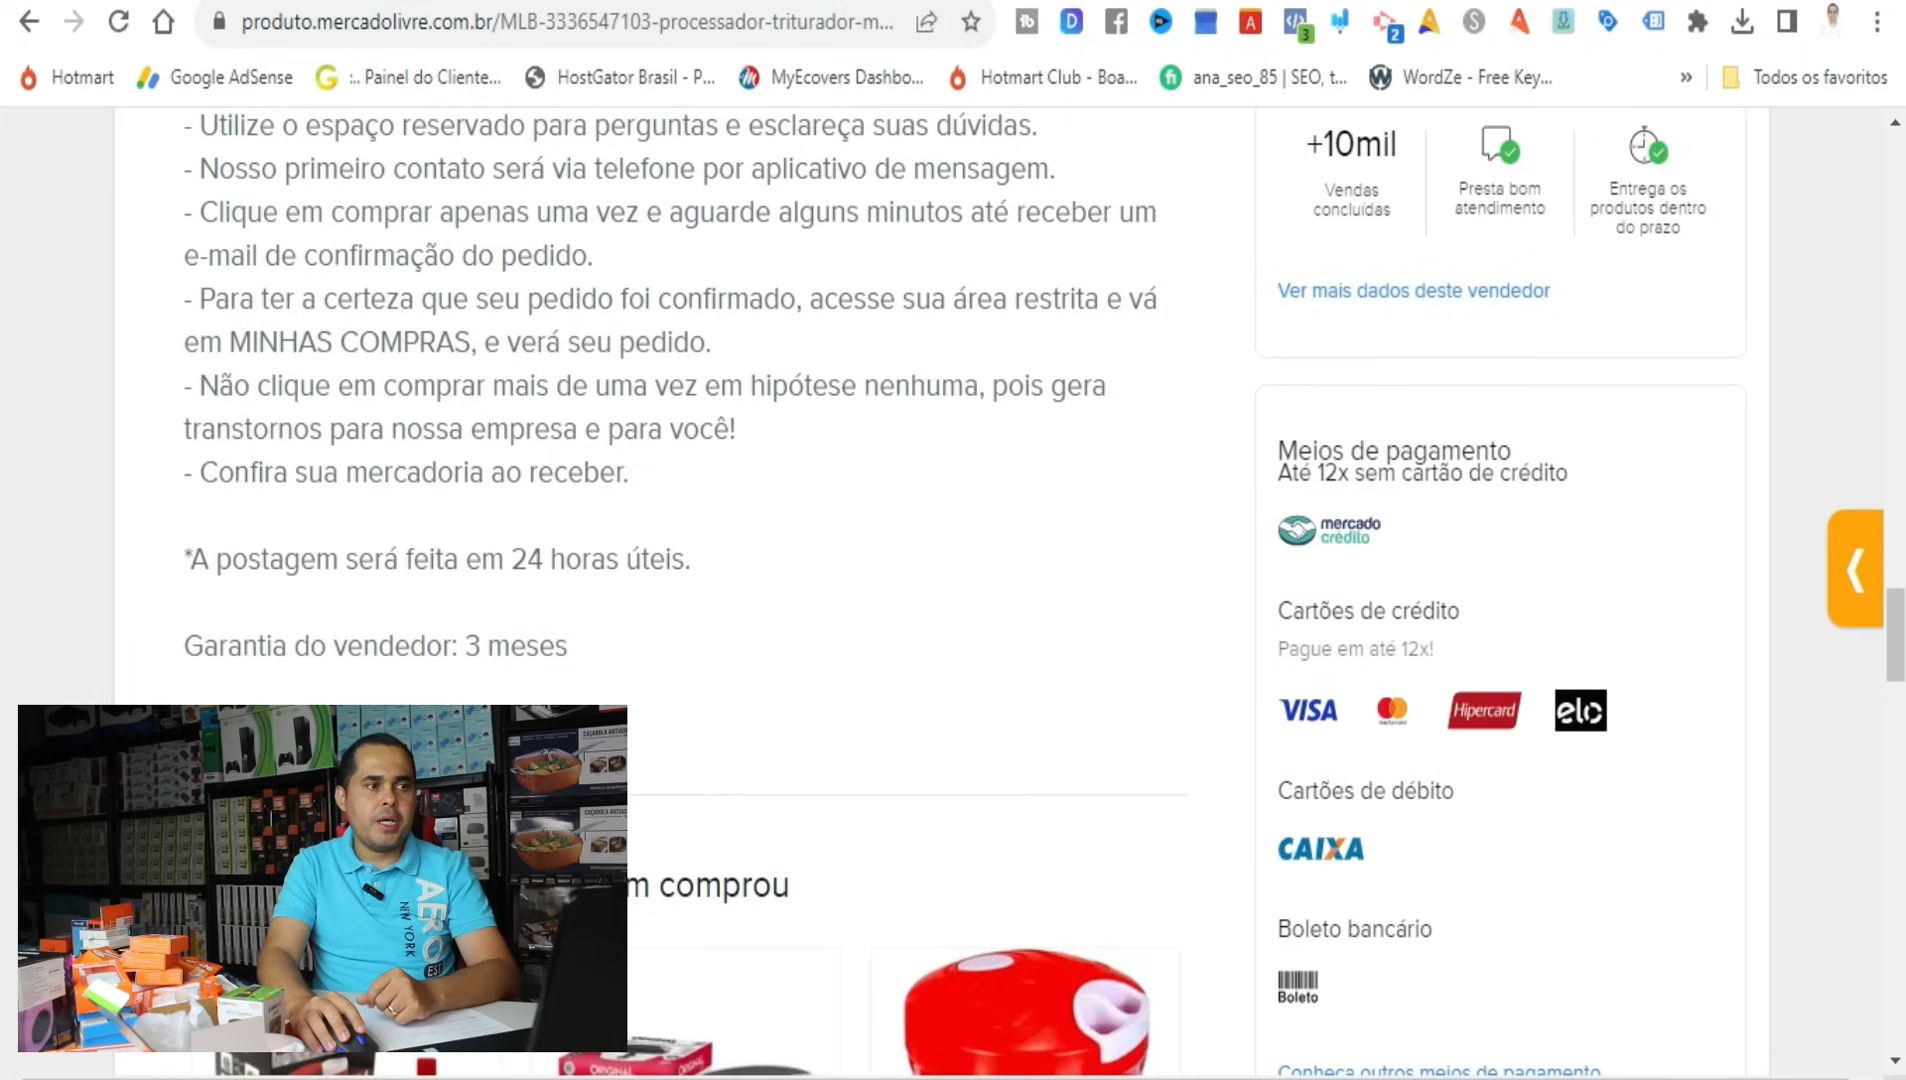 produto.mercadolivre.com.br/MLB-3336547103-processador-triturador-m...
3
2
Hotmart
Google AdSense
:.. Painel do Cliente...
HostGator Brasil - P...
MyEcovers Dashbo...
Hotmart Club - Boa...
ana_seo_85 | SEO, t...
WordZe - Free Key...
»
Todos os favoritos
- Utilize o espaço reservado para perguntas e esclareça suas dúvidas.
- Nosso primeiro contato será via telefone por aplicativo de mensagem.
- Clique em comprar apenas uma vez e aguarde alguns minutos até receber um
e-mail de confirmação do pedido.
- Para ter a certeza que seu pedido foi confirmado, acesse sua área restrita e vá
em MINHAS COMPRAS, e verá seu pedido.
- Não clique em comprar mais de uma vez em hipótese nenhuma, pois gera
transtornos para nossa empresa e para você!
- Confira sua mercadoria ao receber.
*A postagem será feita em 24 horas úteis.
Garantia do vendedor: 3 meses
m comprou
ORIGINAL
CAÇAROLA
CAÇAROLA
AERO
NEW YORK
EST
+10mil
Vendas
concluídas
Presta bom
atendimento
Entrega os
produtos dentro
do prazo
Ver mais dados deste vendedor
Meios de pagamento
Até 12x sem cartão de crédito
mercado
crédito
Cartões de crédito
Pague em até 12x!
VISA
Hipercard
elo
Cartões de débito
CAIXA
Boleto bancário
Boleto
Conheça outros meios de pagamento